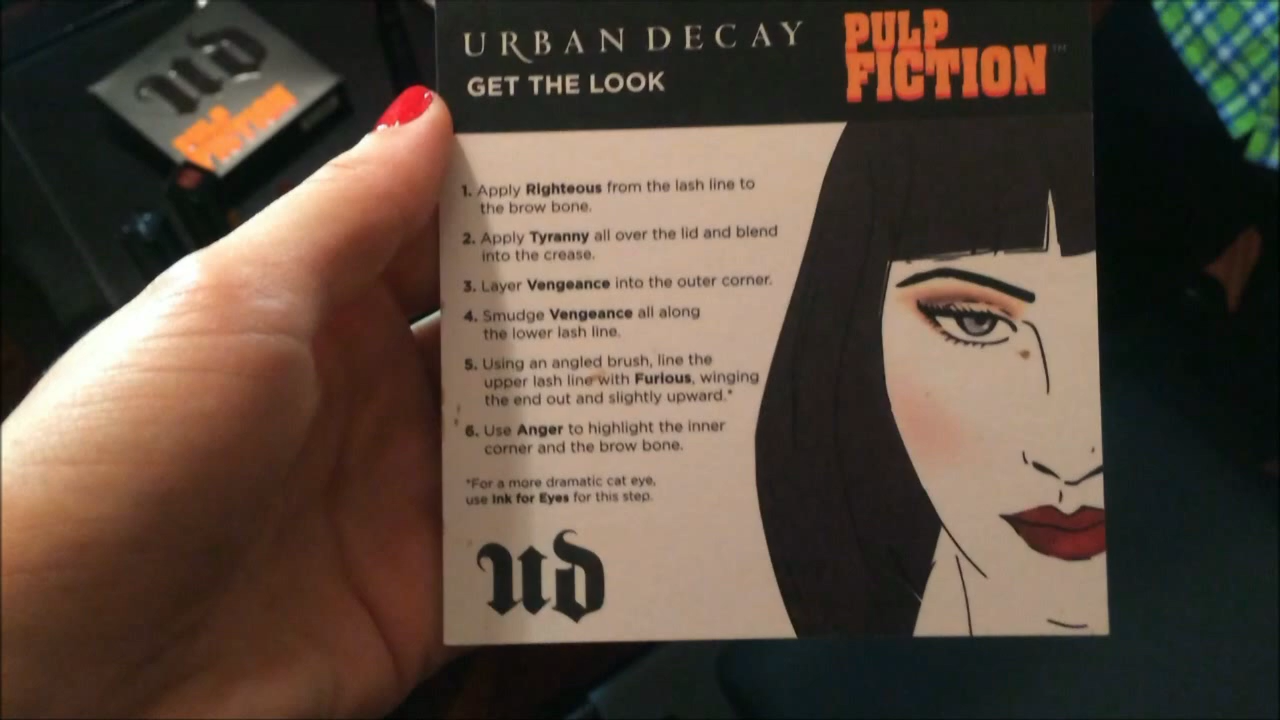 ud
PULP
FICTION
URBAN DECAY
GET THE LOOK
PULP
FICTION™
1. Apply Righteous from the lash line to
the brow bone.
2. Apply Tyranny all over the lid and blend
into the crease.
3. Layer Vengeance into the outer corner.
4. Smudge Vengeance all along
the lower lash line.
5. Using an angled brush, line the
upper lash line with Furious, winging
the end out and slightly upward.*
6. Use Anger to highlight the inner
corner and the brow bone.
*For a more dramatic cat eye,
use Ink for Eyes for this step.
ud